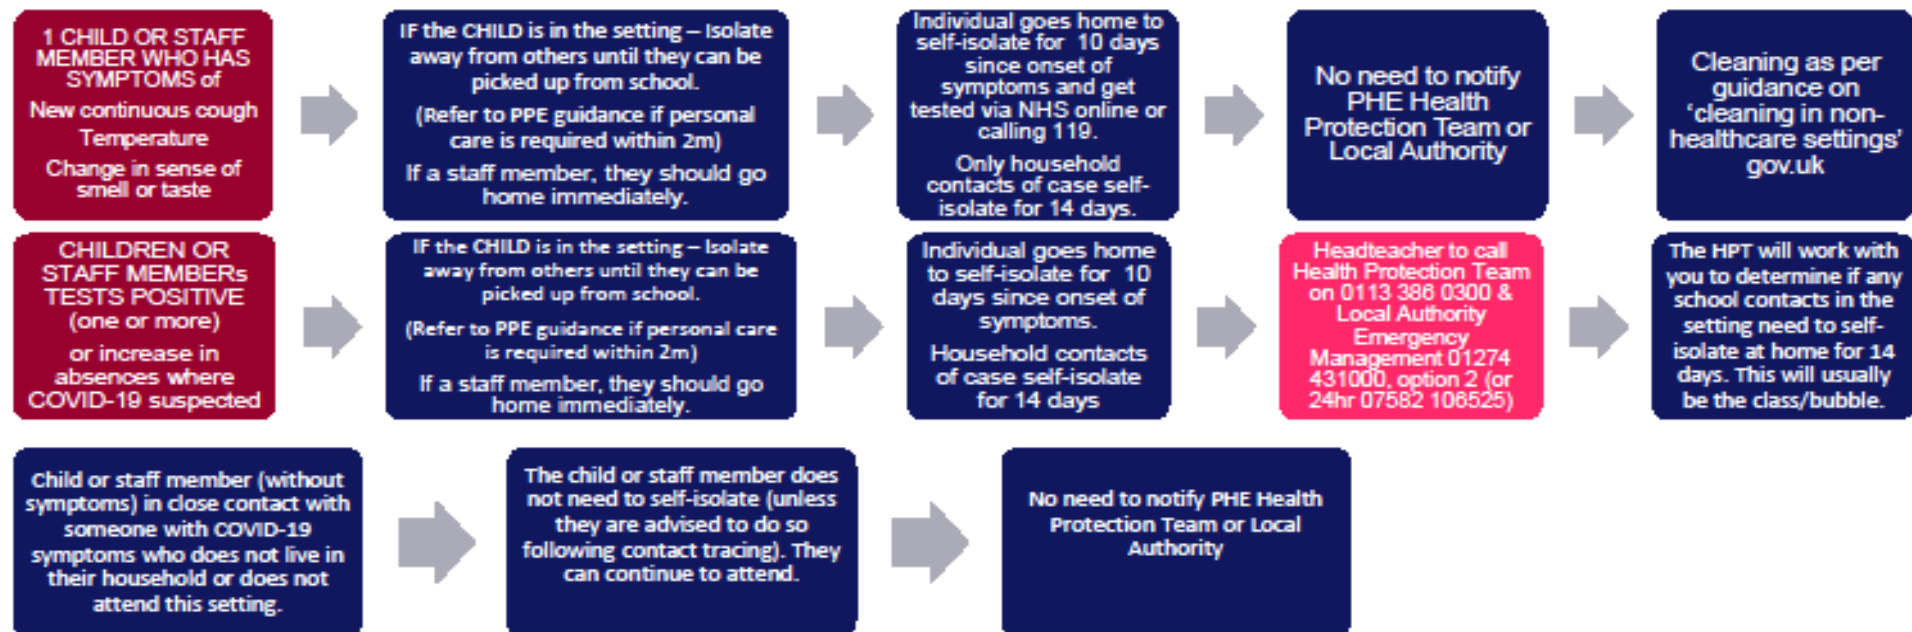 1 CHILD OR STAFF
MEMBER WHO HAS
SYMPTOMS of
New continuous cough
Temperature
Change in sense of
smell or taste
IF the CHILD is in the setting – Isolate
away from others until they can be
picked up from school.
(Refer to PPE guidance if personal
care is required within 2m)
If a staff member, they should go
home immediately.
Individual goes home to
self-isolate for 10 days
since onset of
symptoms and get
tested via NHS online or
calling 119.
Only household
contacts of case self-
isolate for 14 days.
No need to notify
PHE Health
Protection Team or
Local Authority
Cleaning as per
guidance on
‘cleaning in non-
healthcare settings’
gov.uk
CHILDREN OR
STAFF MEMBERs
TESTS POSITIVE
(one or more)
or increase in
absences where
COVID-19 suspected
IF the CHILD is in the setting – Isolate
away from others until they can be
picked up from school.
(Refer to PPE guidance if personal care
is required within 2m)
If a staff member, they should go
home immediately.
Individual goes home
to self-isolate for 10
days since onset of
symptoms.
Household contacts
of case self-isolate
for 14 days
Headteacher to call
Health Protection Team
on 0113 386 0300 &
Local Authority
Emergency
Management 01274
431000, option 2 (or
24hr 07582 106525)
The HPT will work with
you to determine if any
school contacts in the
setting need to self-
isolate at home for 14
days. This will usually
be the class/bubble.
Child or staff member (without
symptoms) in close contact with
someone with COVID-19
symptoms who does not live in
their household or does not
attend this setting.
The child or staff member does
not need to self-isolate (unless
they are advised to do so
following contact tracing). They
can continue to attend.
No need to notify PHE Health
Protection Team or Local
Authority